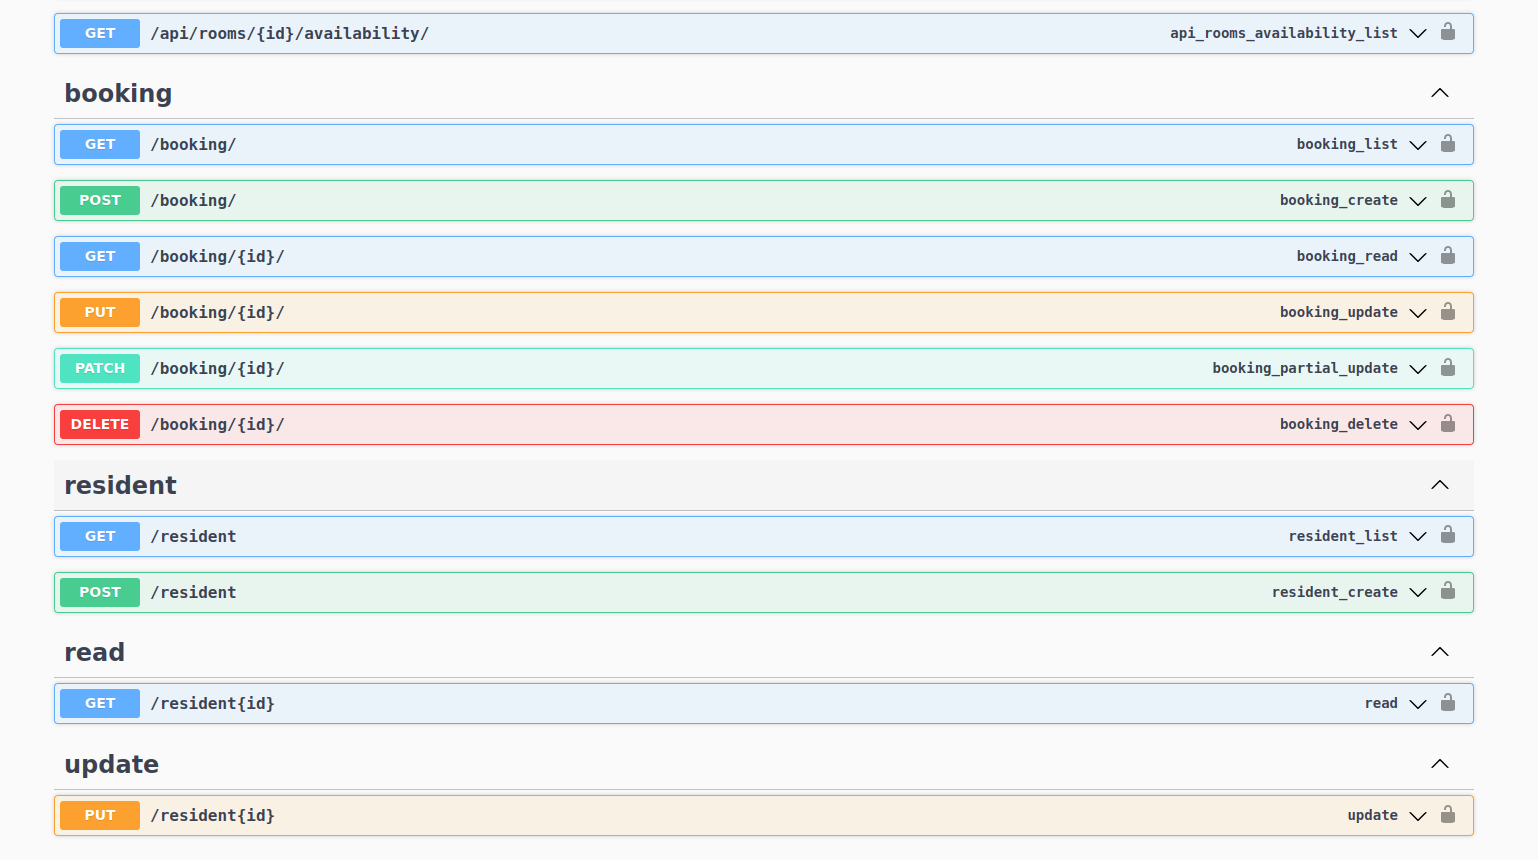 GET /api/rooms/{id}/availability/ api_rooms_availability_list
booking
GET /booking/ booking_list
POST /booking/ booking_create
GET /booking/{id}/ booking_read
PUT /booking/{id}/ booking_update
PATCH /booking/{id}/ booking_partial_update
DELETE /booking/{id}/ booking_delete
resident
GET /resident resident_list
POST /resident resident_create
read
GET /resident{id} read
update
PUT /resident{id} update